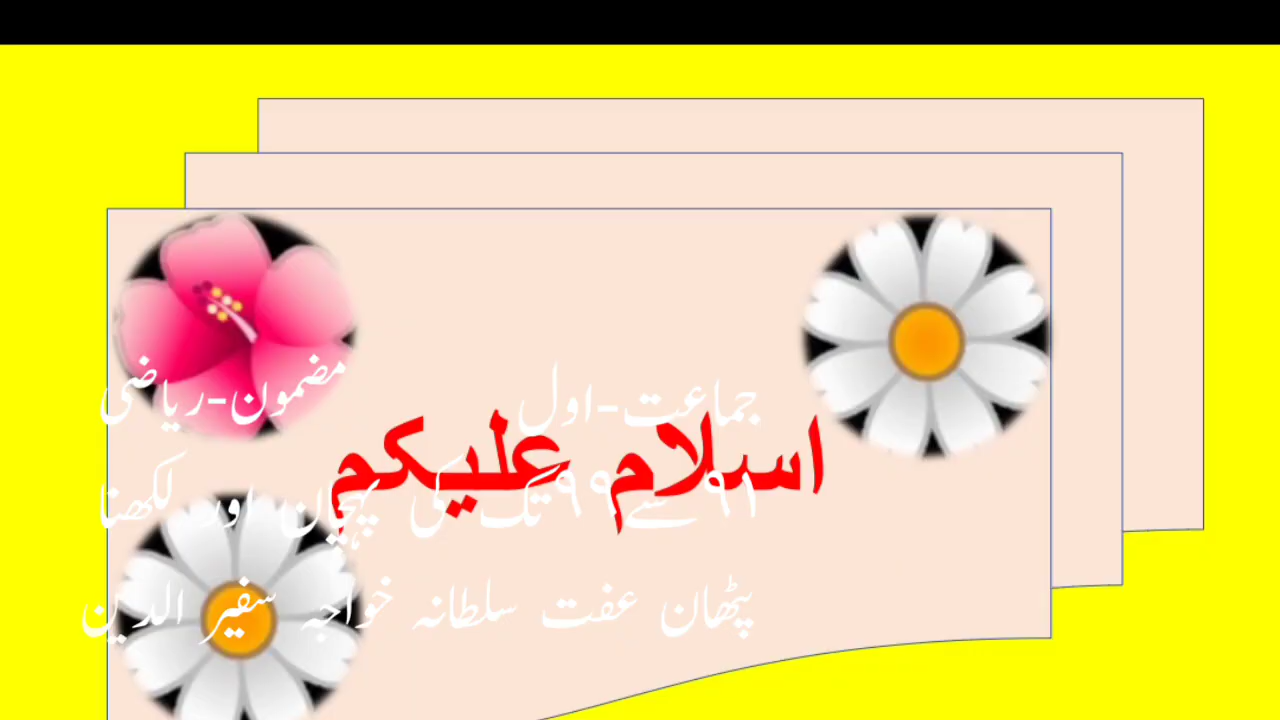 جماعت-اول مضمون-ریاضی
اسلام علیکم
۹۱ سے ۹۹ تک کی پہچان اور لکھنا
پٹھان عفت سلطانہ خواجہ سفیر الدین